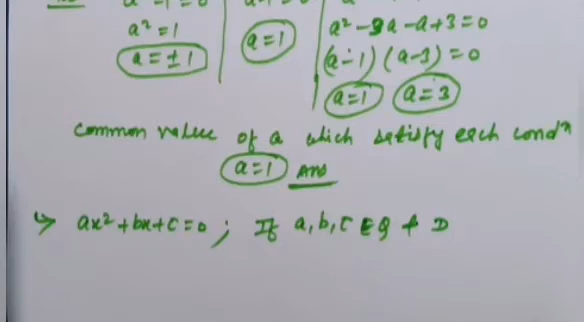 a² = 1
a = ± 1
a = 1
a² - 3a - a + 3 = 0
(a - 1) (a - 3) = 0
a = 1 a = 3
Common value of a which satisfy each condⁿ
a = 1 Ans
↳ ax² + bx + c = 0 ; If a, b, c ∈ Q & D